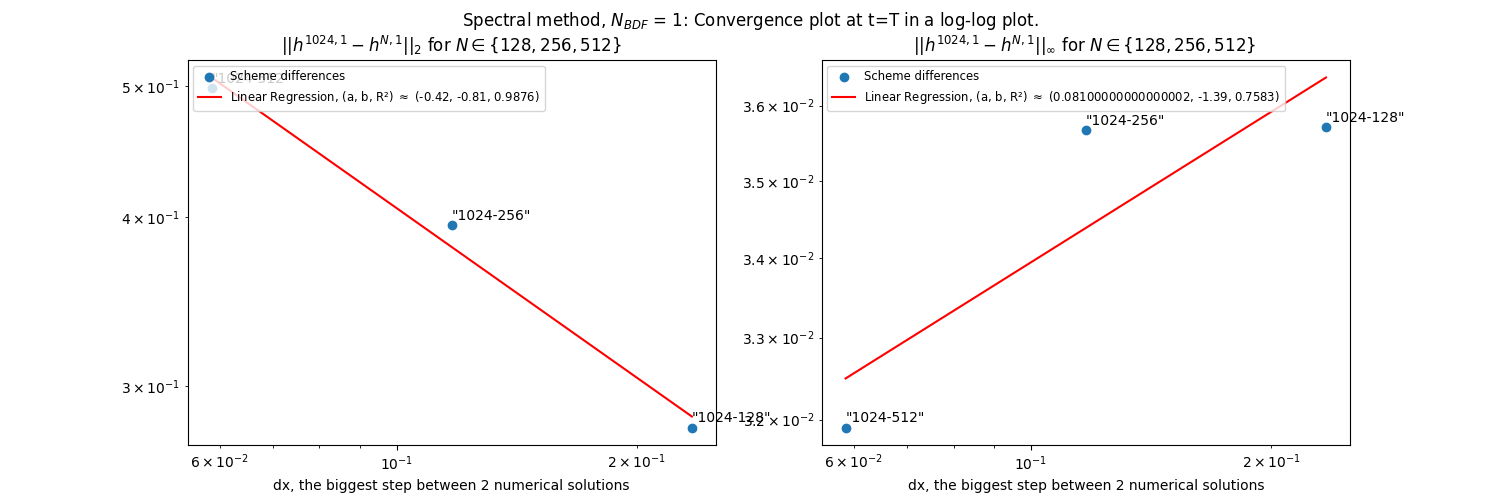 Spectral method, $N_{BDF}$ = 1: Convergence plot at t=T in a log-log plot.
$||h^{1024,1} - h^{N,1}||_2$ for $N \in \{128, 256, 512\}$
Scheme differences
Linear Regression, (a, b, R²) ≈ (-0.42, -0.81, 0.9876)
5 × 10⁻¹
4 × 10⁻¹
3 × 10⁻¹
"1024-256"
"1024-128"
6 × 10⁻²
10⁻¹
2 × 10⁻¹
dx, the biggest step between 2 numerical solutions
$||h^{1024,1} - h^{N,1}||_\infty$ for $N \in \{128, 256, 512\}$
Scheme differences
Linear Regression, (a, b, R²) ≈ (0.08100000000000002, -1.39, 0.7583)
3.6 × 10⁻²
3.5 × 10⁻²
3.4 × 10⁻²
3.3 × 10⁻²
3.2 × 10⁻²
"1024-256"
"1024-128"
"1024-512"
6 × 10⁻²
10⁻¹
2 × 10⁻¹
dx, the biggest step between 2 numerical solutions